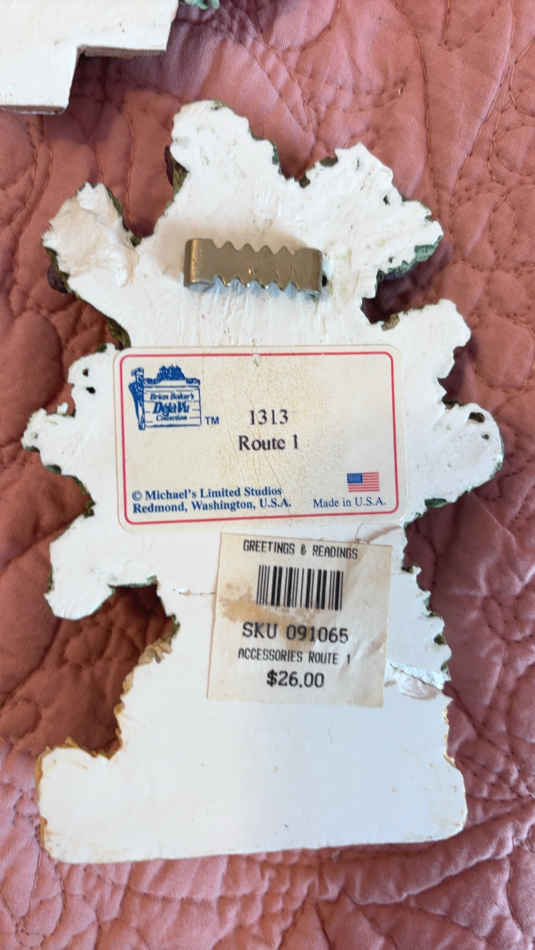 Brian Baker's
Déjà Vu
Collection
TM
1313
Route 1
© Michael's Limited Studios
Redmond, Washington, U.S.A.
Made in U.S.A.
GREETINGS & READINGS
SKU 091065
ACCESSORIES ROUTE 1
$26.00